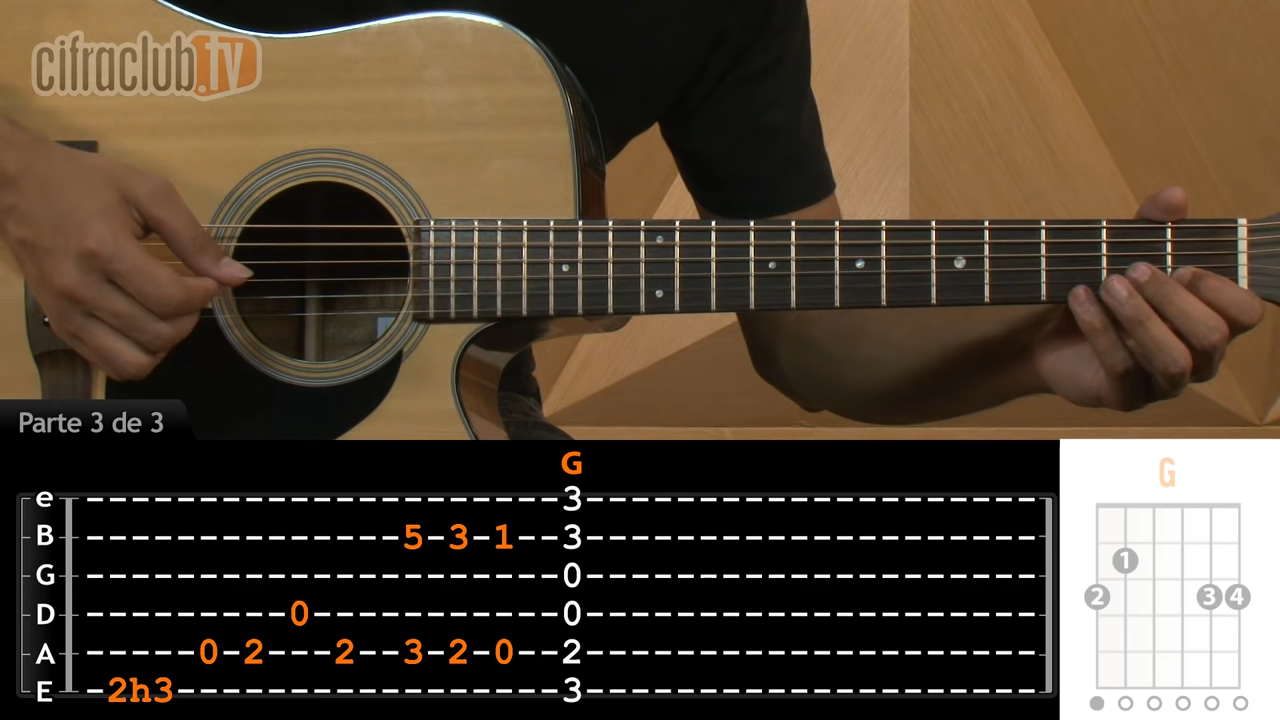 cifraclub.tv
Parte 3 de 3
G
G
e 3
B 5 3 1 3
G 0
D 0 0
A 0 2 2 3 2 0 2
E 2h3 3
1
2 3 4